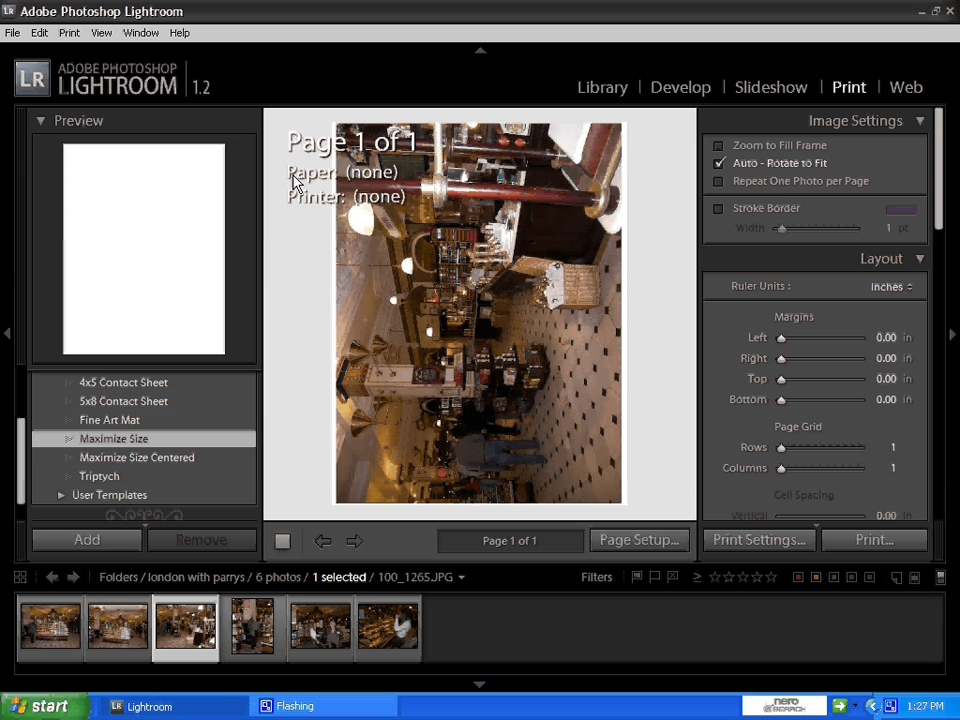 LR Adobe Photoshop Lightroom
File Edit Print View Window Help
LR ADOBE PHOTOSHOP LIGHTROOM 1.2
Library | Develop | Slideshow | Print | Web
Preview
4x5 Contact Sheet
5x8 Contact Sheet
Fine Art Mat
Maximize Size
Maximize Size Centered
Triptych
User Templates
Add Remove
Page 1 of 1
Paper: (none)
Printer: (none)
Page 1 of 1 Page Setup...
Image Settings
Zoom to Fill Frame
Auto - Rotate to Fit
Repeat One Photo per Page
Stroke Border
Width 1 pt
Layout
Ruler Units : Inches
Margins
Left 0.00 in
Right 0.00 in
Top 0.00 in
Bottom 0.00 in
Page Grid
Rows 1
Columns 1
Cell Spacing
Vertical 0.00 in
Print Settings... Print...
Folders / london with parrys / 6 photos / 1 selected / 100_1265.JPG Filters
start LR Lightroom Flashing nero SEARCH 1:27 PM